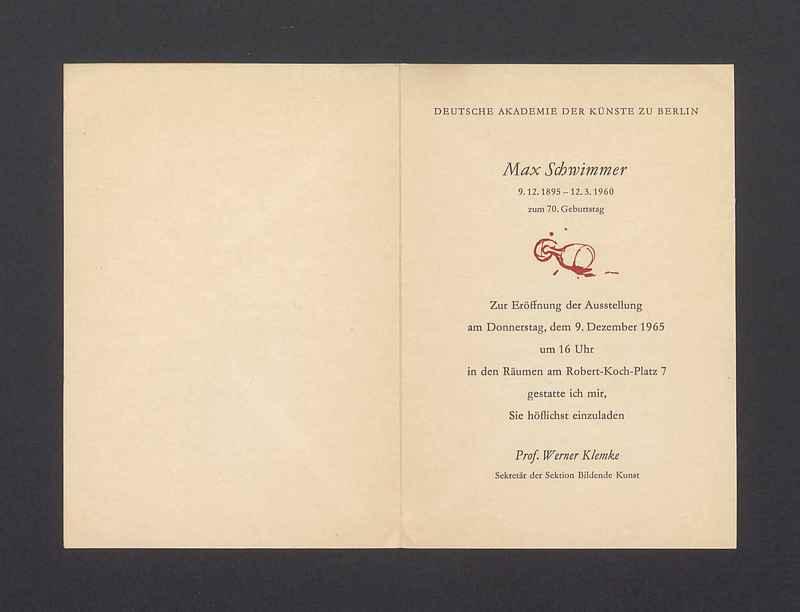 DEUTSCHE AKADEMIE DER KÜNSTE ZU BERLIN
Max Schwimmer
9. 12. 1895 – 12. 3. 1960
zum 70. Geburtstag
Zur Eröffnung der Ausstellung
am Donnerstag, dem 9. Dezember 1965
um 16 Uhr
in den Räumen am Robert-Koch-Platz 7
gestatte ich mir,
Sie höflichst einzuladen
Prof. Werner Klemke
Sekretär der Sektion Bildende Kunst